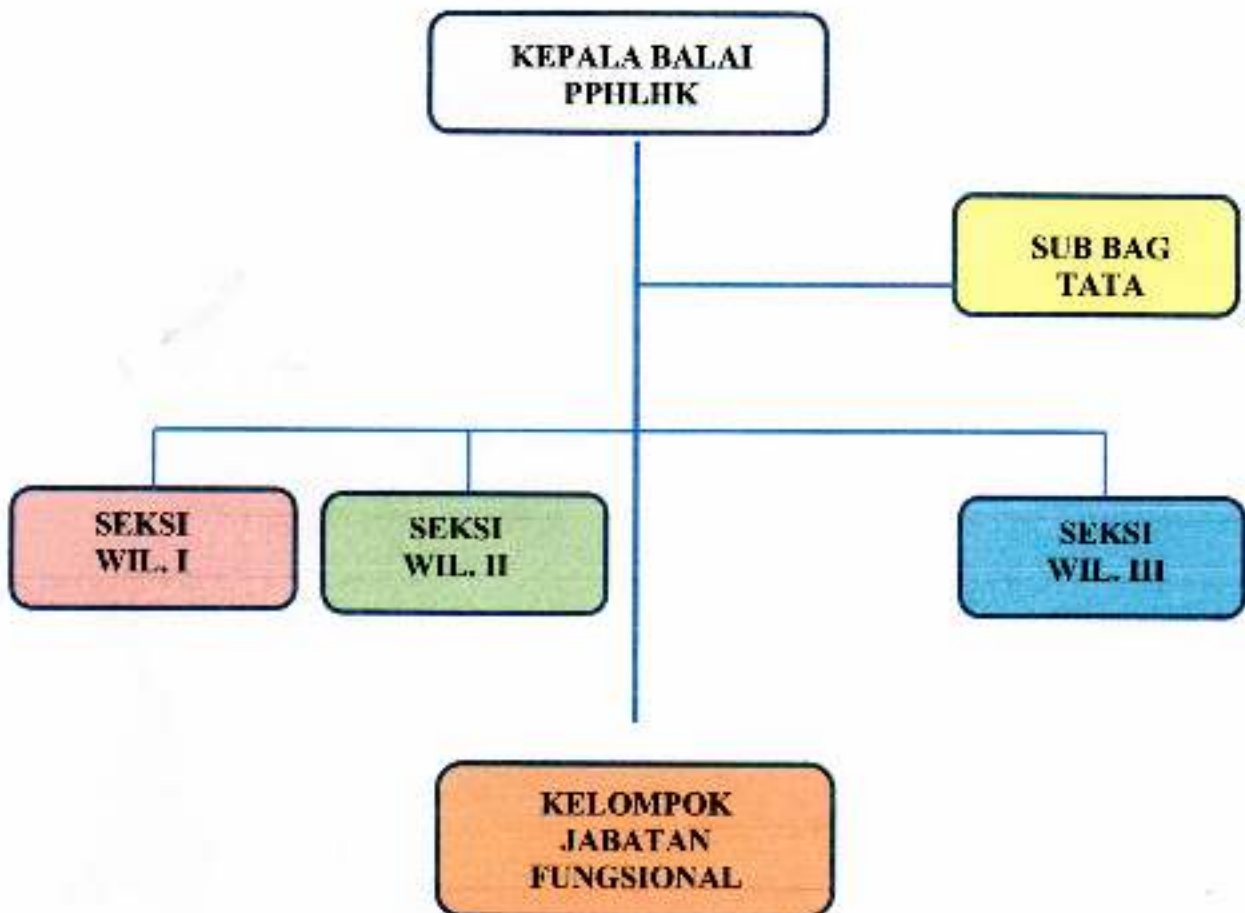 KEPALA BALAI
PPHLHK
SUB BAG
TATA
SEKSI
WIL. I
SEKSI
WIL. II
SEKSI
WIL. III
KELOMPOK
JABATAN
FUNGSIONAL